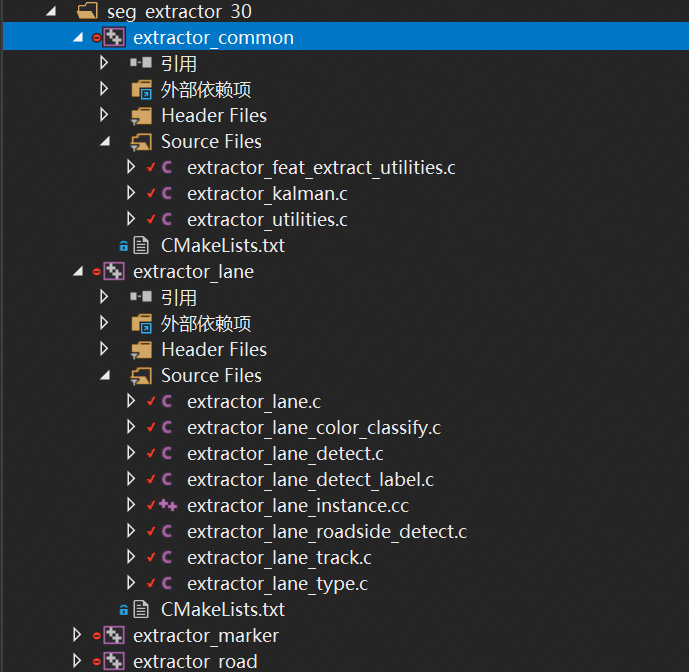 seg_extractor_30
extractor_common
引用
外部依赖项
Header Files
Source Files
extractor_feat_extract_utilities.c
extractor_kalman.c
extractor_utilities.c
CMakeLists.txt
extractor_lane
引用
外部依赖项
Header Files
Source Files
extractor_lane.c
extractor_lane_color_classify.c
extractor_lane_detect.c
extractor_lane_detect_label.c
extractor_lane_instance.cc
extractor_lane_roadside_detect.c
extractor_lane_track.c
extractor_lane_type.c
CMakeLists.txt
extractor_marker
extractor_road